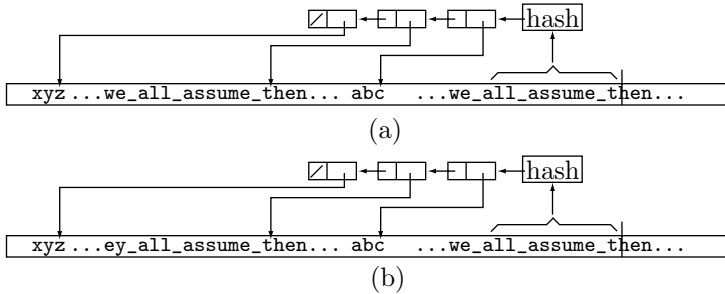 hash
xyz ...we_all_assume_then... abc ...we_all_assume_then...
(a)
hash
xyz ...ey_all_assume_then... abc ...we_all_assume_then...
(b)